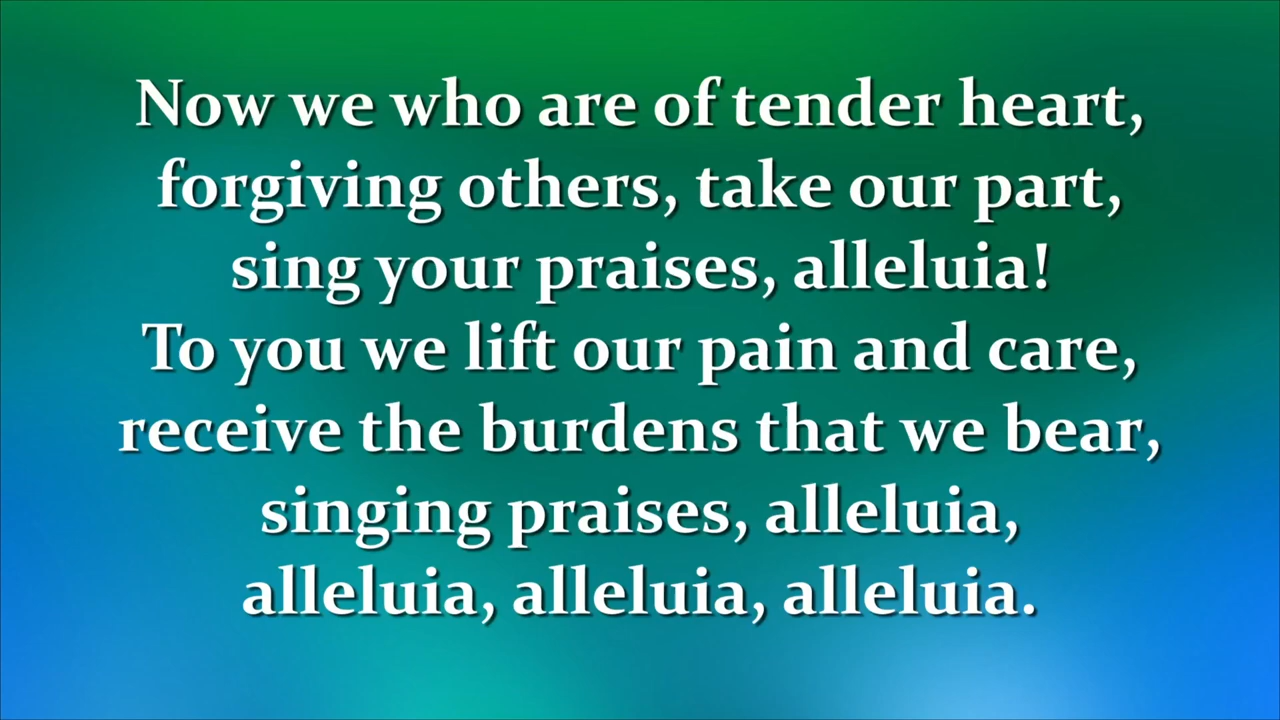 Now we who are of tender heart,
forgiving others, take our part,
sing your praises, alleluia!
To you we lift our pain and care,
receive the burdens that we bear,
singing praises, alleluia,
alleluia, alleluia, alleluia.